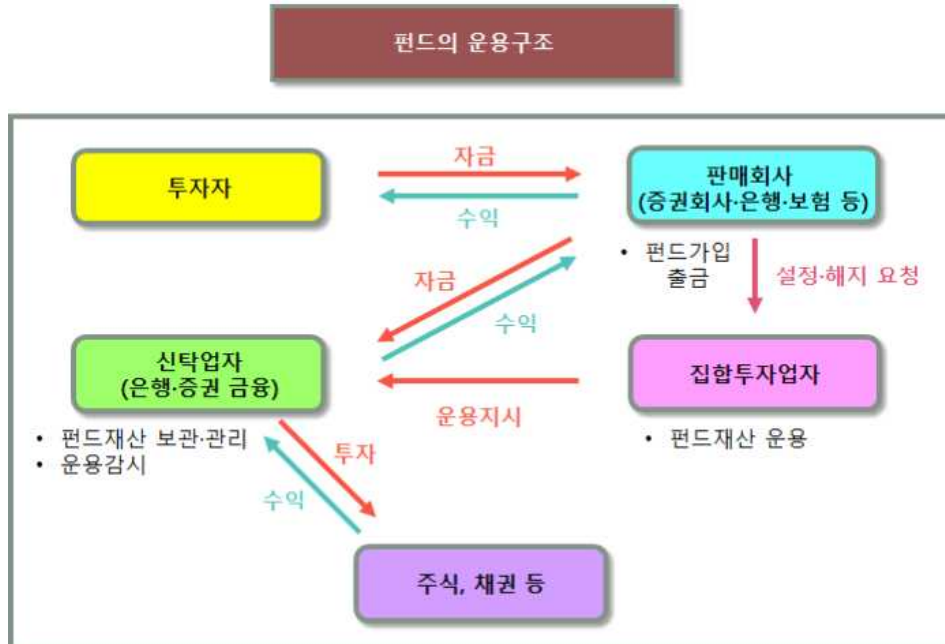 펀드의 운용구조
투자자
자금
수익
판매회사
(증권회사·은행·보험 등)
• 펀드가입
출금
설정·해지 요청
자금
수익
신탁업자
(은행·증권 금융)
운용지시
집합투자업자
• 펀드재산 보관·관리
• 운용감시
• 펀드재산 운용
투자
수익
주식, 채권 등